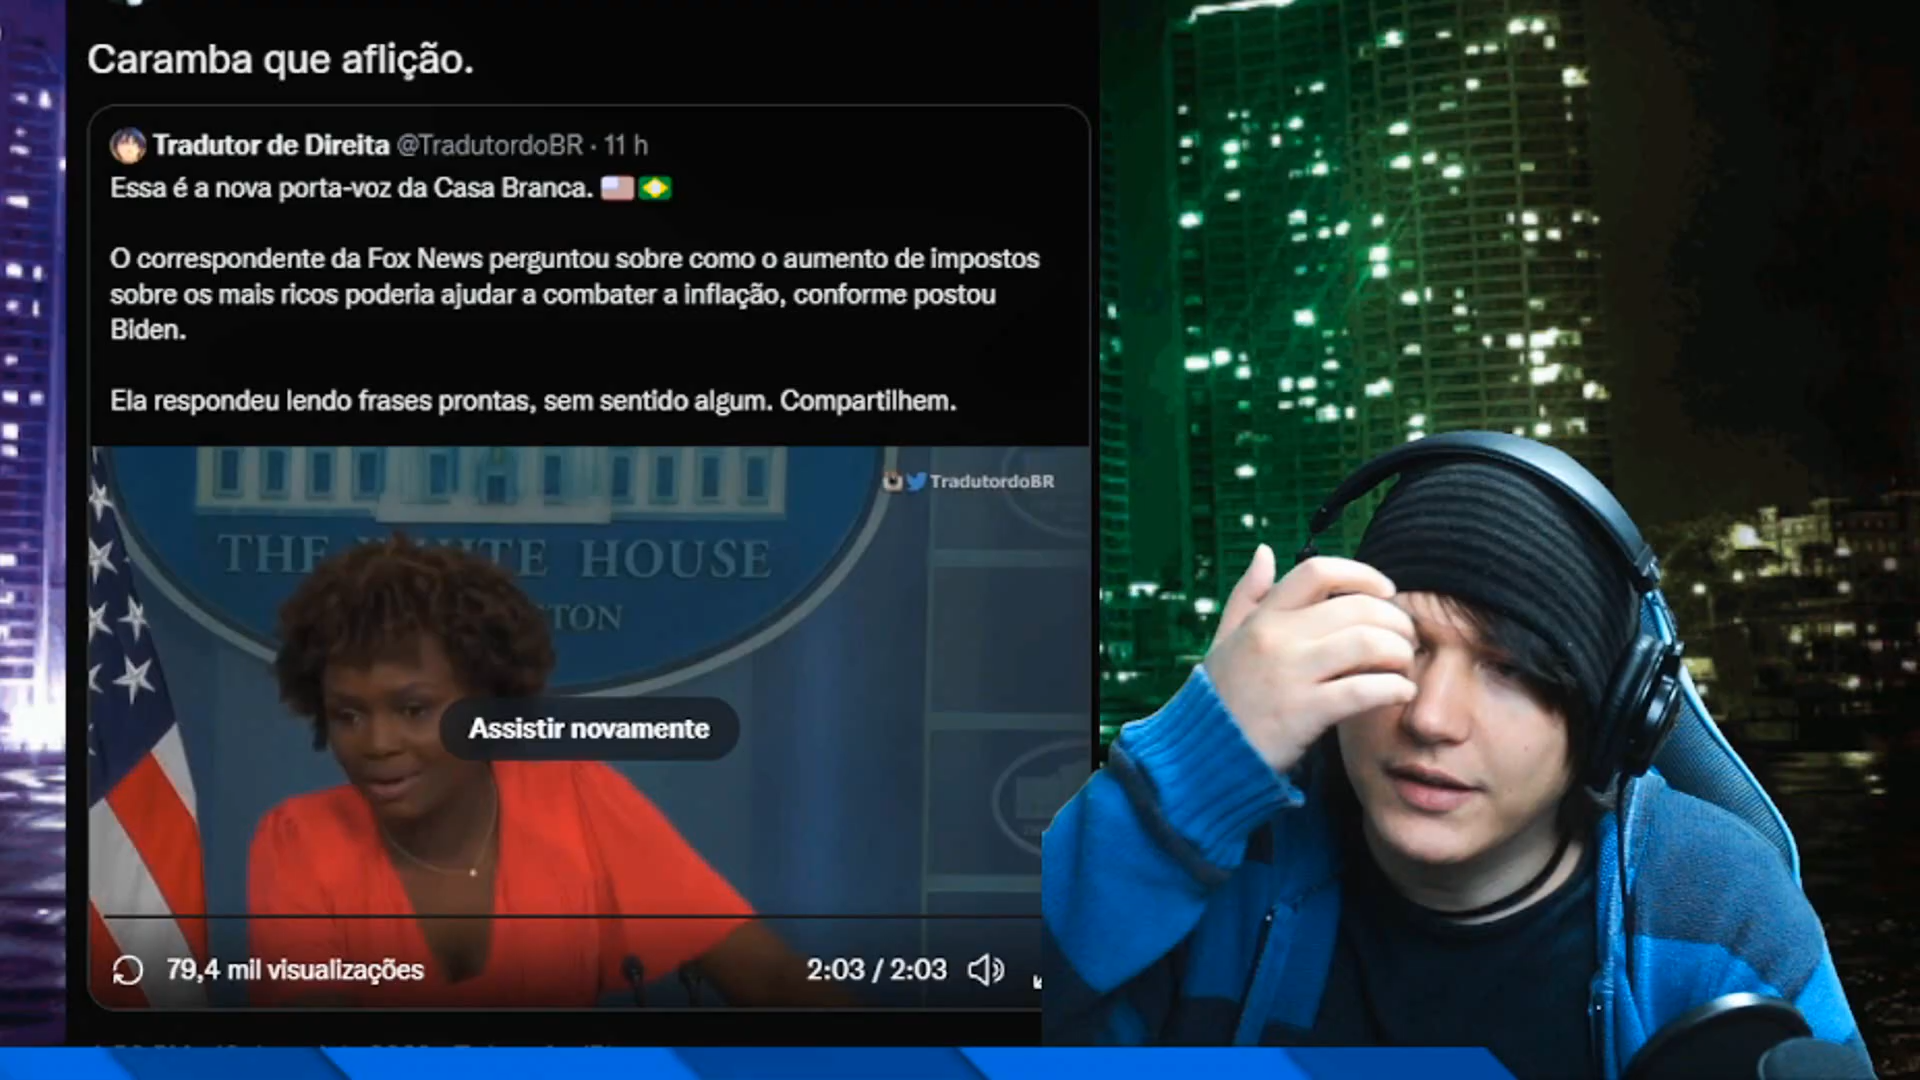 Caramba que aflição.
Tradutor de Direita @TradutordoBR · 11 h
Essa é a nova porta-voz da Casa Branca. 🇺🇸🇧🇷
O correspondente da Fox News perguntou sobre como o aumento de impostos
sobre os mais ricos poderia ajudar a combater a inflação, conforme postou
Biden.
Ela respondeu lendo frases prontas, sem sentido algum. Compartilhem.
TradutordoBR
THE WHITE HOUSE
Assistir novamente
79,4 mil visualizações
2:03 / 2:03